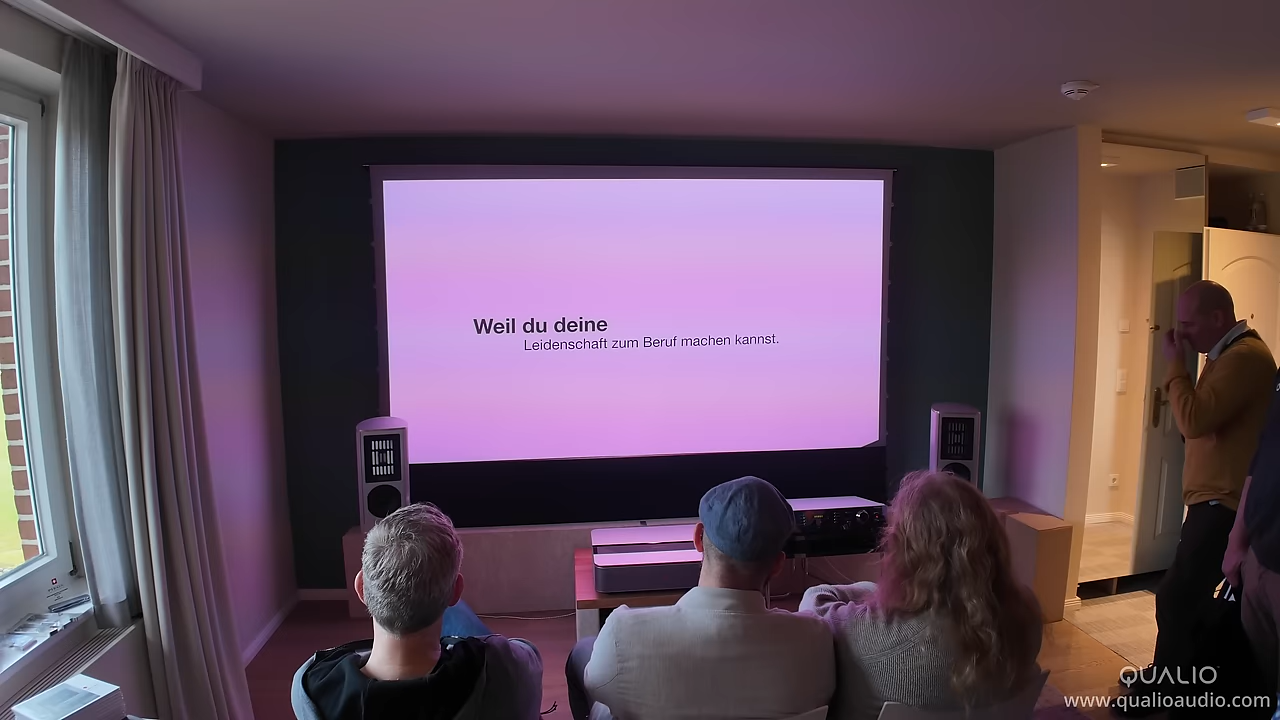 Weil du deine
Leidenschaft zum Beruf machen kannst.
QUALIO
www.qualioaudio.com